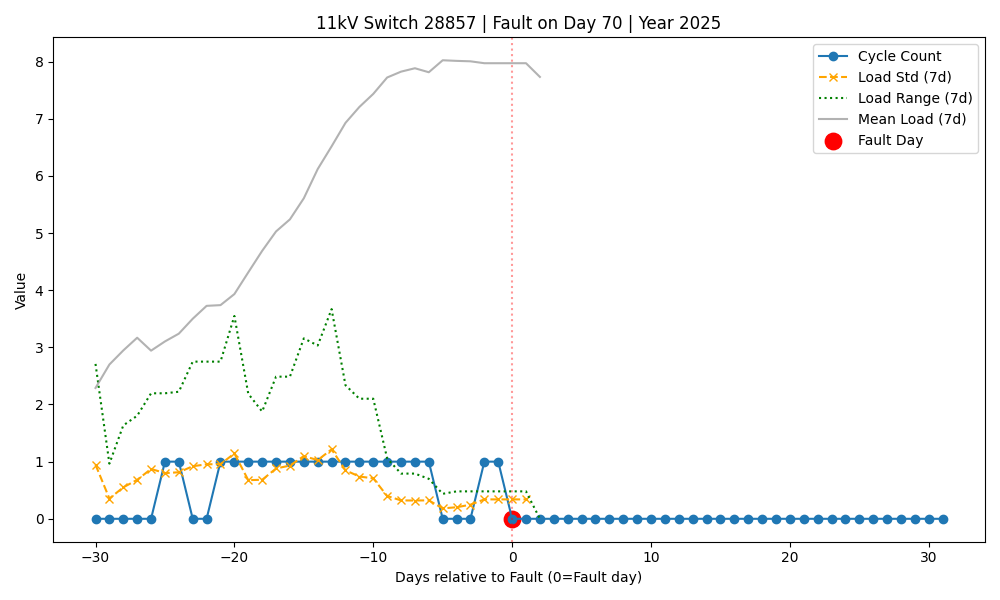 11kV Switch 28857 | Fault on Day 70 | Year 2025
Cycle Count
Load Std (7d)
Load Range (7d)
Mean Load (7d)
Fault Day
Value
8
7
6
5
4
3
2
1
0
−30
−20
−10
0
10
20
30
Days relative to Fault (0=Fault day)